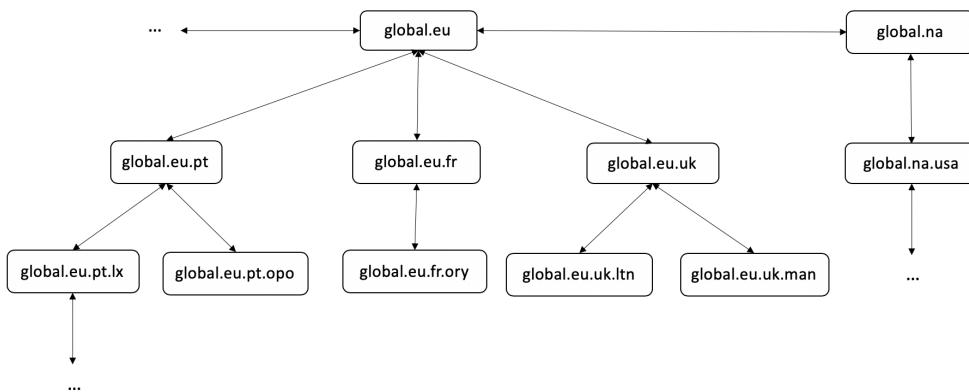 ...
global.eu
global.na
global.eu.pt
global.eu.fr
global.eu.uk
global.na.usa
global.eu.pt.lx
global.eu.pt.opo
global.eu.fr.ory
global.eu.uk.ltn
global.eu.uk.man
...
...